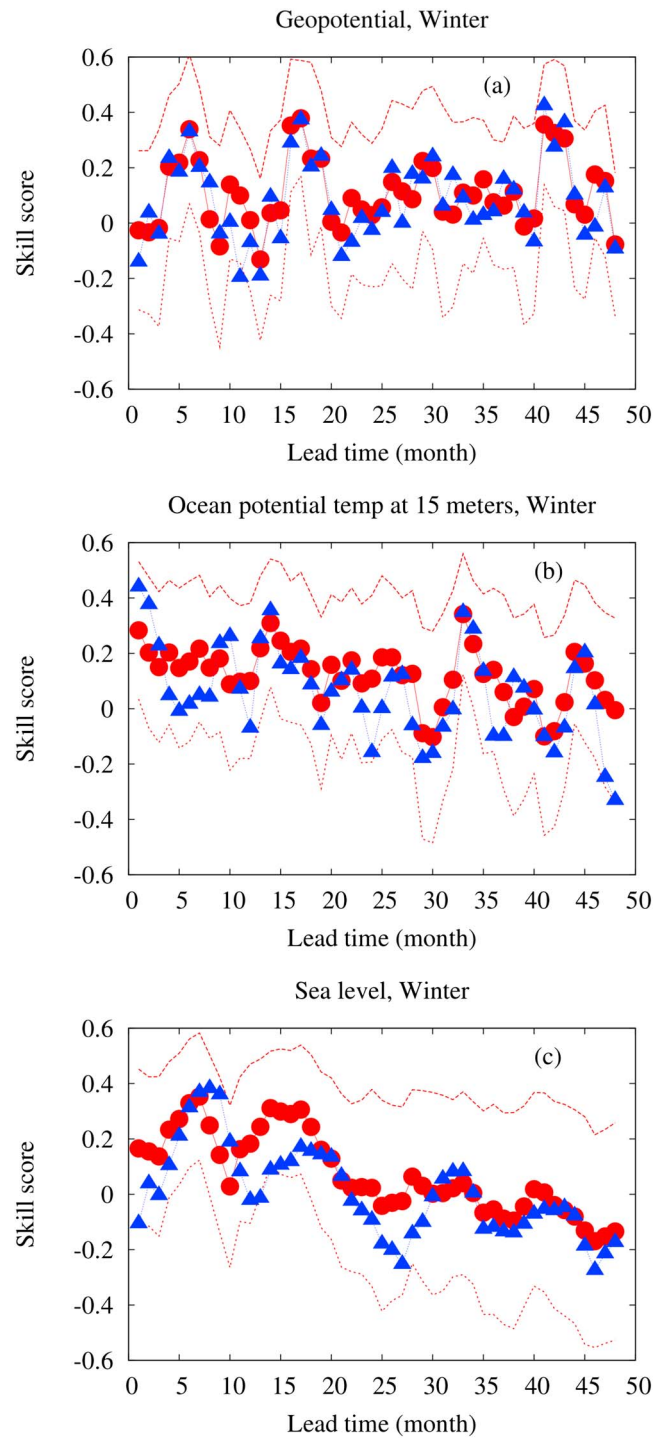 Geopotential, Winter
(a)
0.6
0.4
0.2
0
-0.2
-0.4
-0.6
Skill score
0 5 10 15 20 25 30 35 40 45 50
Lead time (month)
Ocean potential temp at 15 meters, Winter
(b)
0.6
0.4
0.2
0
-0.2
-0.4
-0.6
Skill score
0 5 10 15 20 25 30 35 40 45 50
Lead time (month)
Sea level, Winter
(c)
0.6
0.4
0.2
0
-0.2
-0.4
-0.6
Skill score
0 5 10 15 20 25 30 35 40 45 50
Lead time (month)